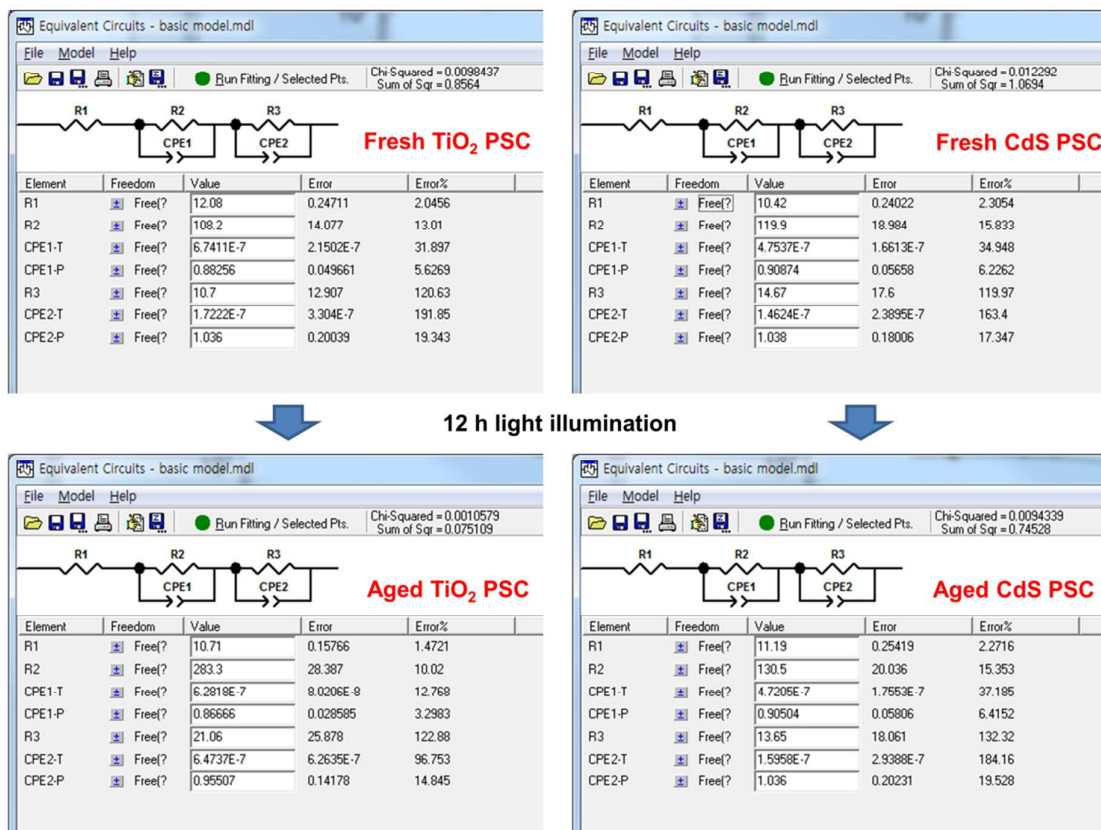 Equivalent Circuits - basic model.mdl
File Model Help
Run Fitting / Selected Pts. Chi-Squared = 0.0098437
Sum of Sqr = 0.8564
R1 R2 R3
CPE1 CPE2
Fresh TiO₂ PSC
Element Freedom Value Error Error%
R1 ± Free(? 12.08 0.24711 2.0456
R2 ± Free(? 108.2 14.077 13.01
CPE1-T ± Free(? 6.7411E-7 2.1502E-7 31.897
CPE1-P ± Free(? 0.88256 0.049661 5.6269
R3 ± Free(? 10.7 12.907 120.63
CPE2-T ± Free(? 1.7222E-7 3.304E-7 191.85
CPE2-P ± Free(? 1.036 0.20039 19.343
Equivalent Circuits - basic model.mdl
File Model Help
Run Fitting / Selected Pts. Chi-Squared = 0.012292
Sum of Sqr = 1.0694
R1 R2 R3
CPE1 CPE2
Fresh CdS PSC
Element Freedom Value Error Error%
R1 ± Free(? 10.42 0.24022 2.3054
R2 ± Free(? 119.9 18.984 15.833
CPE1-T ± Free(? 4.7537E-7 1.6613E-7 34.948
CPE1-P ± Free(? 0.90874 0.05658 6.2262
R3 ± Free(? 14.67 17.6 119.97
CPE2-T ± Free(? 1.4624E-7 2.3895E-7 163.4
CPE2-P ± Free(? 1.038 0.18006 17.347
12 h light illumination
Equivalent Circuits - basic model.mdl
File Model Help
Run Fitting / Selected Pts. Chi-Squared = 0.0010579
Sum of Sqr = 0.075109
R1 R2 R3
CPE1 CPE2
Aged TiO₂ PSC
Element Freedom Value Error Error%
R1 ± Free(? 10.71 0.15766 1.4721
R2 ± Free(? 283.3 28.387 10.02
CPE1-T ± Free(? 6.2818E-7 8.0206E-8 12.768
CPE1-P ± Free(? 0.86666 0.028585 3.2983
R3 ± Free(? 21.06 25.878 122.88
CPE2-T ± Free(? 6.4737E-7 6.2635E-7 96.753
CPE2-P ± Free(? 0.95507 0.14178 14.845
Equivalent Circuits - basic model.mdl
File Model Help
Run Fitting / Selected Pts. Chi-Squared = 0.0094339
Sum of Sqr = 0.74528
R1 R2 R3
CPE1 CPE2
Aged CdS PSC
Element Freedom Value Error Error%
R1 ± Free(? 11.19 0.25419 2.2716
R2 ± Free(? 130.5 20.036 15.353
CPE1-T ± Free(? 4.7205E-7 1.7553E-7 37.185
CPE1-P ± Free(? 0.90504 0.05806 6.4152
R3 ± Free(? 13.65 18.061 132.32
CPE2-T ± Free(? 1.5958E-7 2.9388E-7 184.16
CPE2-P ± Free(? 1.036 0.20231 19.528